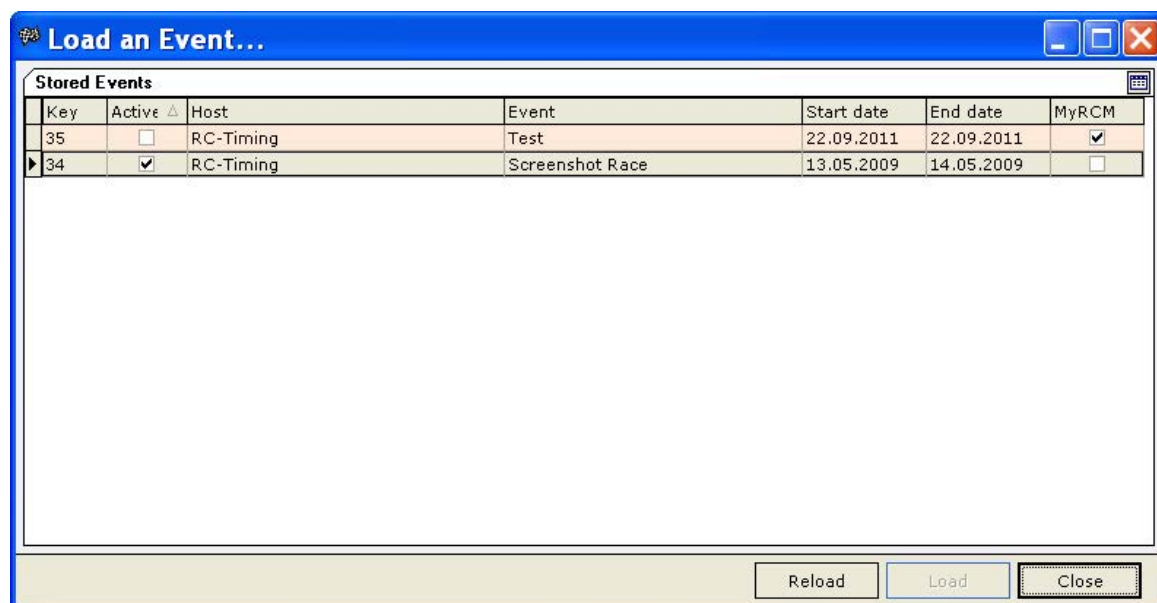 Load an Event...
Stored Events
Key Active Host Event Start date End date MyRCM
35 RC-Timing Test 22.09.2011 22.09.2011
34 RC-Timing Screenshot Race 13.05.2009 14.05.2009
Reload Load Close